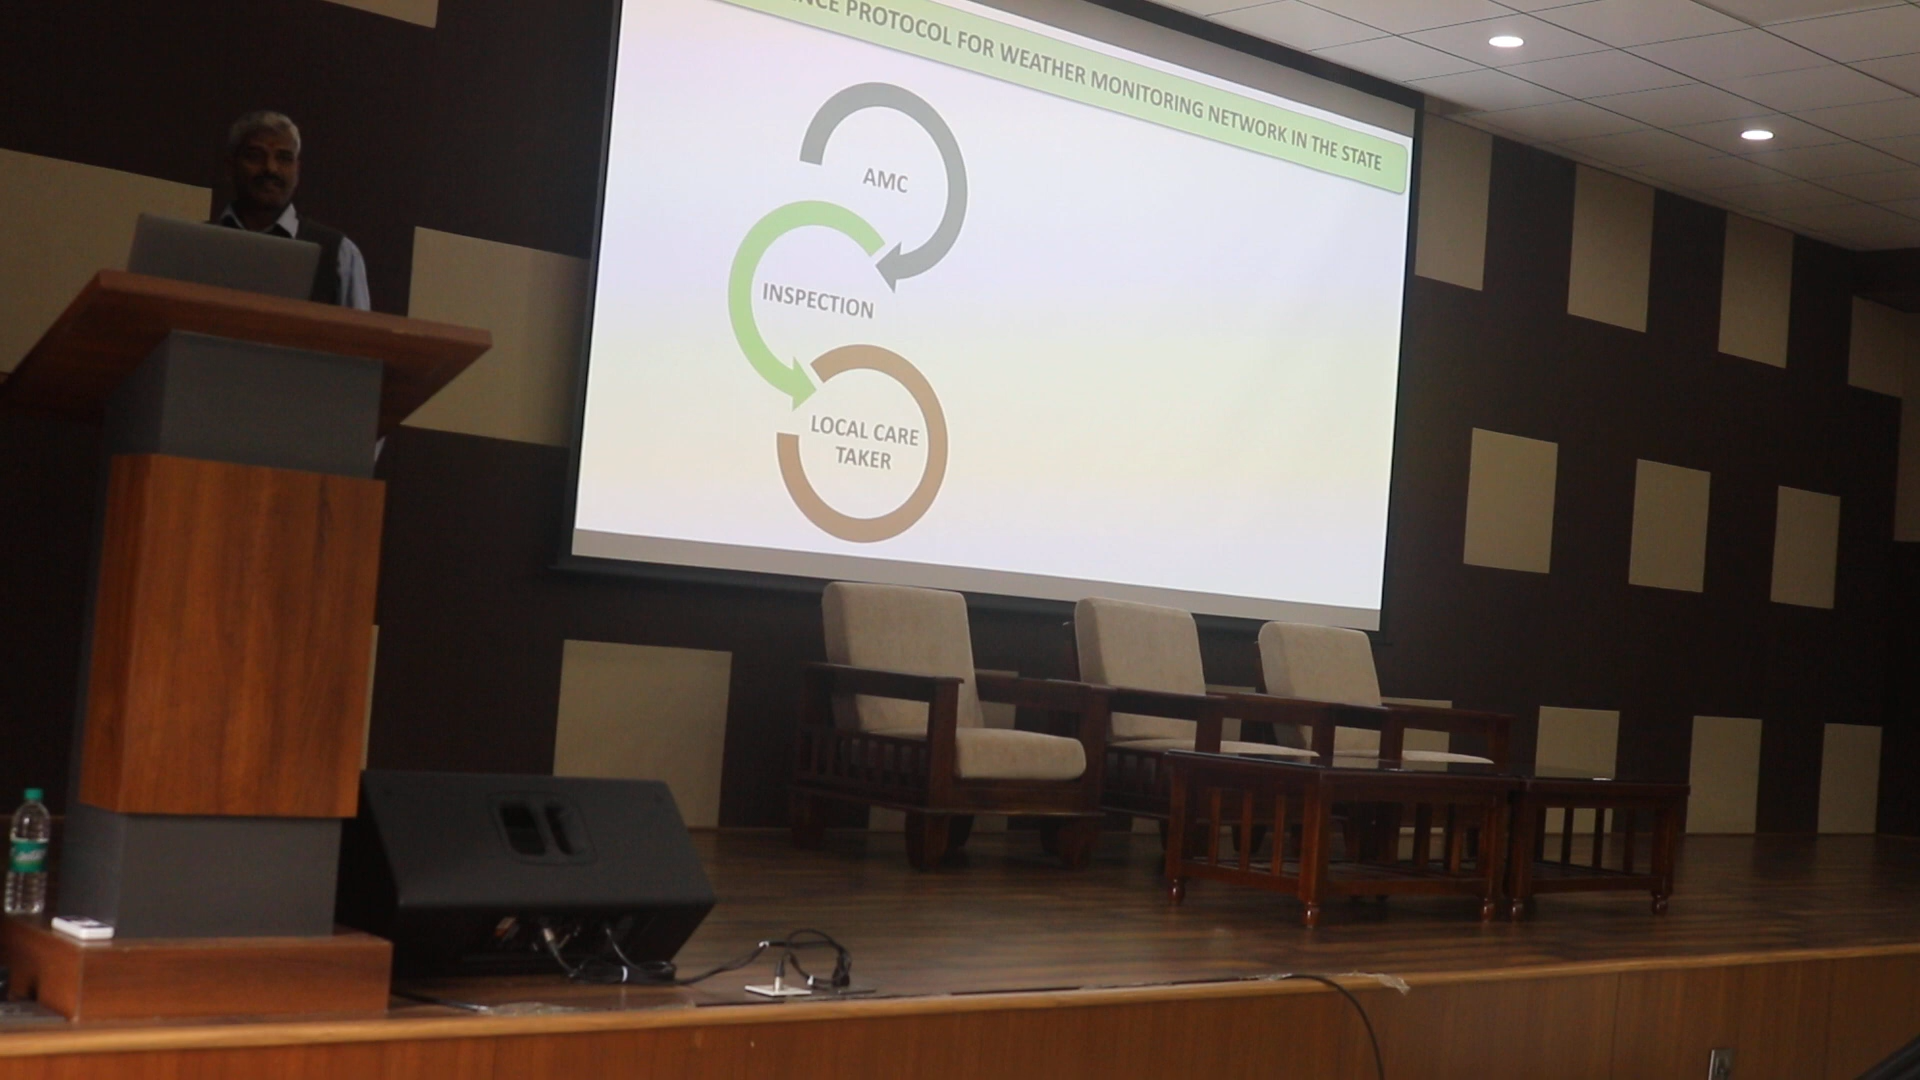 PROTOCOL FOR WEATHER MONITORING NETWORK IN THE STATE
AMC
INSPECTION
LOCAL CARE
TAKER